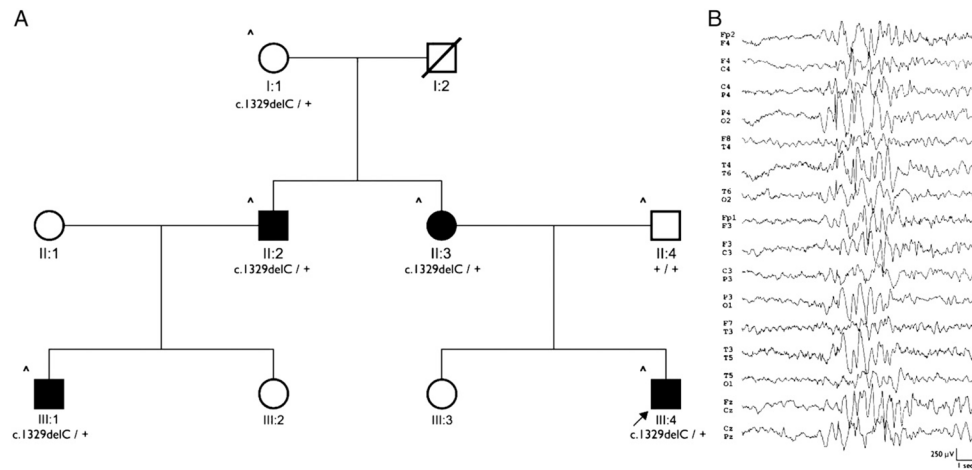 A
^
I:1
c.1329delC / +
I:2
^
^
^
II:1
II:2
c.1329delC / +
II:3
c.1329delC / +
II:4
+ / +
^
^
III:1
c.1329delC / +
III:2
III:3
III:4
c.1329delC / +
B
Fp2
F4
F4
C4
C4
P4
P4
O2
F8
T4
T4
T6
T6
O2
Fp1
F3
F3
C3
C3
P3
P3
O1
F7
T3
T3
T5
T5
O1
Fz
Cz
Cz
Pz
250 µV
1 sec